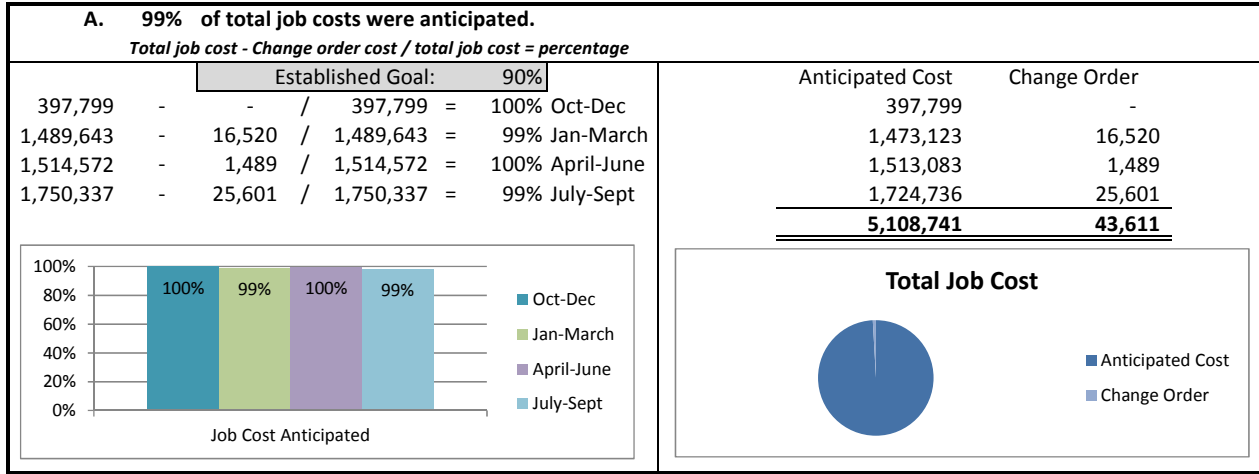 A. 99% of total job costs were anticipated.
Total job cost - Change order cost / total job cost = percentage
Established Goal: 90%
397,799 - - / 397,799 = 100% Oct-Dec
1,489,643 - 16,520 / 1,489,643 = 99% Jan-March
1,514,572 - 1,489 / 1,514,572 = 100% April-June
1,750,337 - 25,601 / 1,750,337 = 99% July-Sept
Anticipated Cost Change Order
397,799 -
1,473,123 16,520
1,513,083 1,489
1,724,736 25,601
5,108,741 43,611
100%
80%
60%
40%
20%
0%
100% 99% 100% 99%
Job Cost Anticipated
Oct-Dec
Jan-March
April-June
July-Sept
Total Job Cost
Anticipated Cost
Change Order